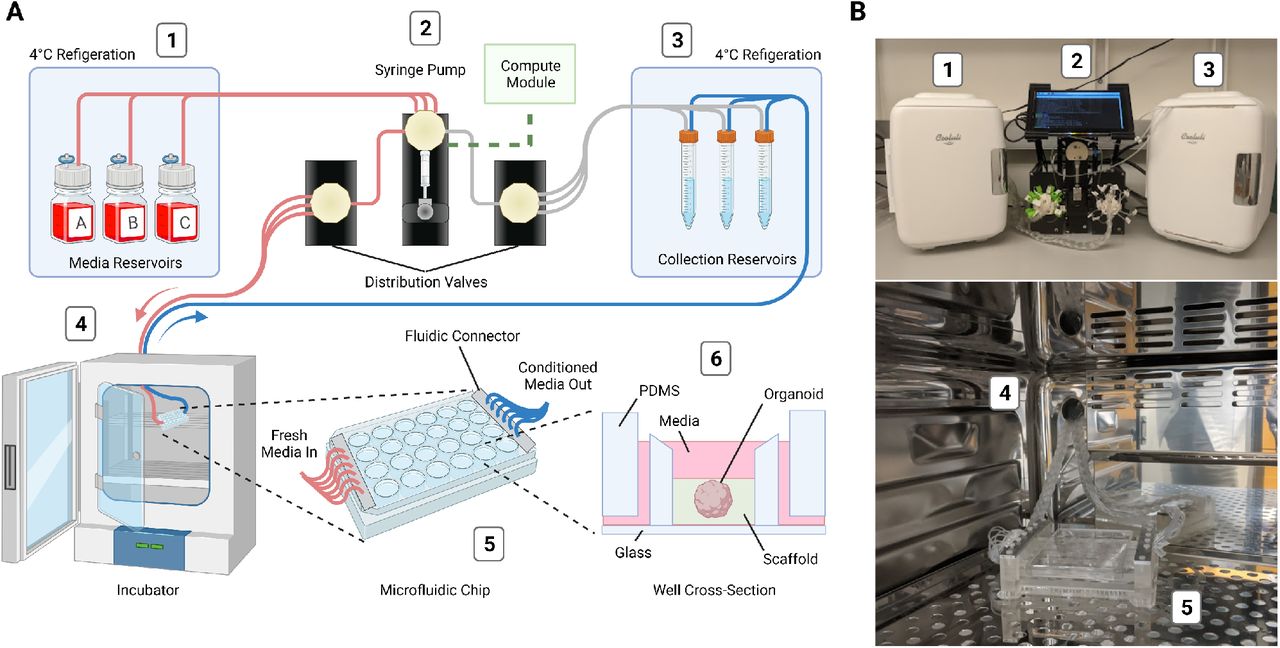 A
B
1
2
3
4°C Refigeration
Syringe Pump
Compute
Module
4°C Refigeration
A
B
C
Media Reservoirs
Distribution Valves
Collection Reservoirs
4
Fluidic Connector
Conditioned
Media Out
Fresh
Media In
5
6
PDMS
Organoid
Media
Glass
Scaffold
Incubator
Microfluidic Chip
Well Cross-Section
1
2
3
Cooluli
Cooluli
4
5